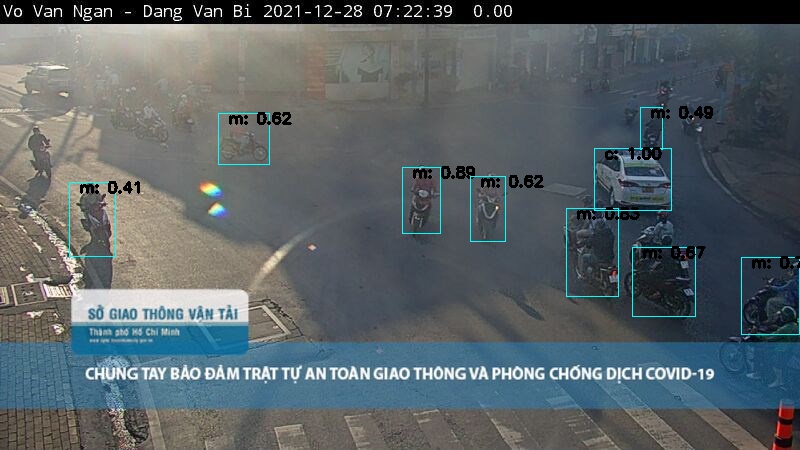 Vo Van Ngan - Dang Van Bi 2021-12-28 07:22:39 0.00
m: 0.62
m: 0.49
c: 1.00
m: 0.41
m: 0.89
m: 0.62
m: 0.67
m:
SỞ GIAO THÔNG VẬN TẢI
Thành phố Hồ Chí Minh
CHUNG TAY BẢO ĐẢM TRẬT TỰ AN TOÀN GIAO THÔNG VÀ PHÒNG CHỐNG DỊCH COVID-19